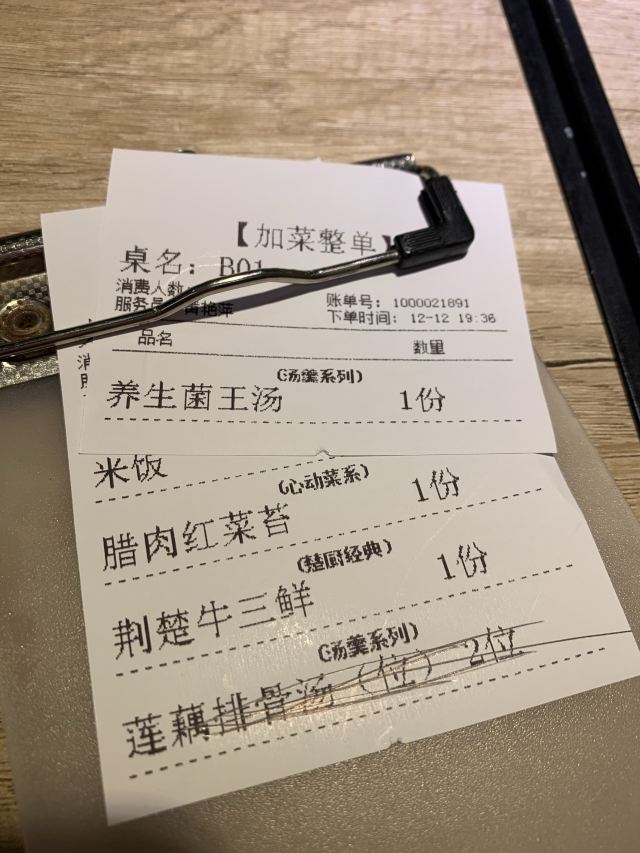 【加菜整单】
桌名：B01
消费人数:
服务员 艳萍
账单号：1000021891
下单时间：12-12 19:36
品名 数量
(汤羹系列)
养生菌王汤 1份
米饭
(心动菜系)
腊肉红菜苔 1份
(楚厨经典)
荆楚牛三鲜 1份
(汤羹系列)
莲藕排骨汤（位） 2位